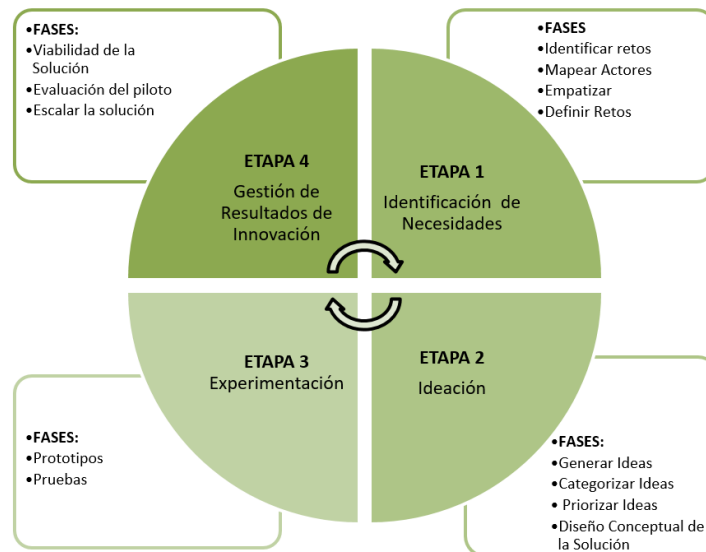 •FASES:
•Viabilidad de la
Solución
•Evaluación del piloto
•Escalar la solución
•FASES
•Identificar retos
•Mapear Actores
•Empatizar
•Definir Retos
ETAPA 4
Gestión de
Resultados de
Innovación
ETAPA 1
Identificación de
Necesidades
ETAPA 3
Experimentación
ETAPA 2
Ideación
•FASES:
•Prototipos
•Pruebas
•FASES:
•Generar Ideas
•Categorizar Ideas
• Priorizar Ideas
•Diseño Conceptual de
la Solución